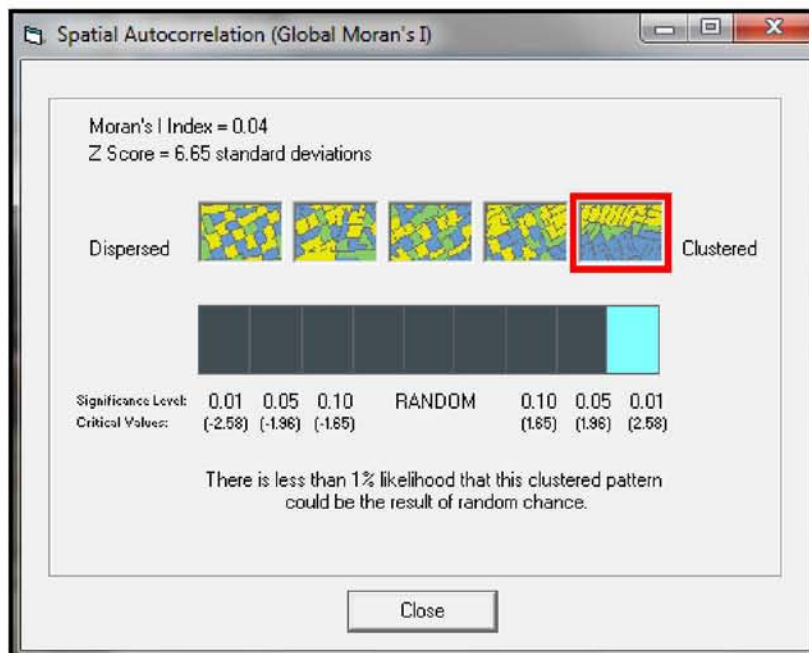 Spatial Autocorrelation (Global Moran's I)
Moran's I Index = 0.04
Z Score = 6.65 standard deviations
Dispersed
Clustered
Significance Level: 0.01 0.05 0.10 RANDOM 0.10 0.05 0.01
Critical Values: (-2.58) (-1.96) (-1.65) (1.65) (1.96) (2.58)
There is less than 1% likelihood that this clustered pattern
could be the result of random chance.
Close